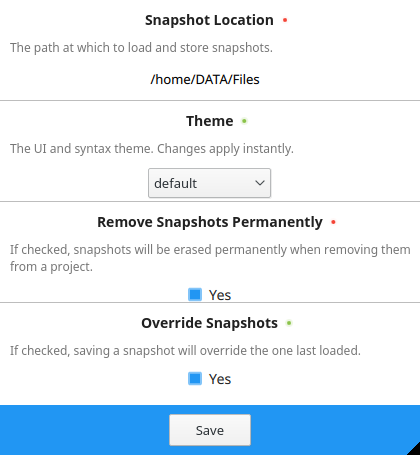 Snapshot Location
The path at which to load and store snapshots.
/home/DATA/Files
Theme
The UI and syntax theme. Changes apply instantly.
default
Remove Snapshots Permanently
If checked, snapshots will be erased permanently when removing them
from a project.
Yes
Override Snapshots
If checked, saving a snapshot will override the one last loaded.
Yes
Save